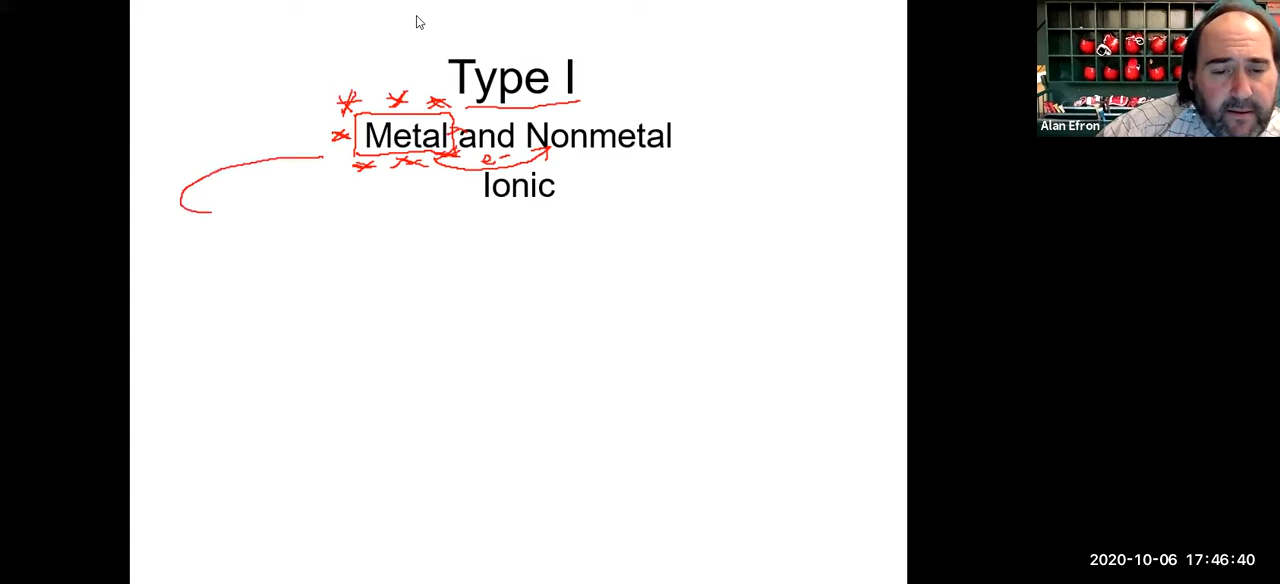 Type I
Metal and Nonmetal
e-
Ionic
Alan Efron
2020-10-06 17:46:40